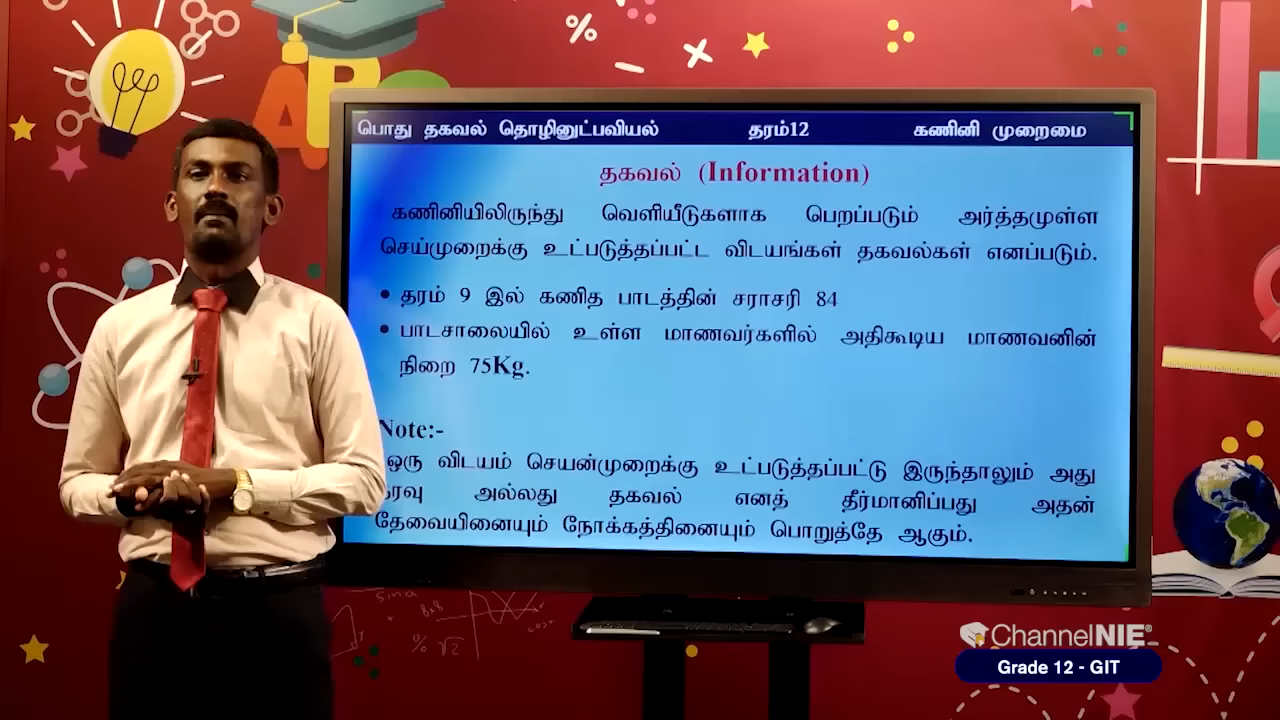 பொது தகவல் தொழினுட்பவியல் தரம்12 கணினி முறைமை
தகவல் (Information)
கணினியிலிருந்து வெளியீடுகளாக பெறப்படும் அர்த்தமுள்ள
செய்முறைக்கு உட்படுத்தப்பட்ட விடயங்கள் தகவல்கள் எனப்படும்.
• தரம் 9 இல் கணித பாடத்தின் சராசரி 84
• பாடசாலையில் உள்ள மாணவர்களில் அதிகூடிய மாணவனின்
நிறை 75Kg.
Note:-
ஒரு விடயம் செயன்முறைக்கு உட்படுத்தப்பட்டு இருந்தாலும் அது
தரவு அல்லது தகவல் எனத் தீர்மானிப்பது அதன்
தேவையினையும் நோக்கத்தினையும் பொறுத்தே ஆகும்.
sina
% √2
ChannelNIE®
Grade 12 - GIT